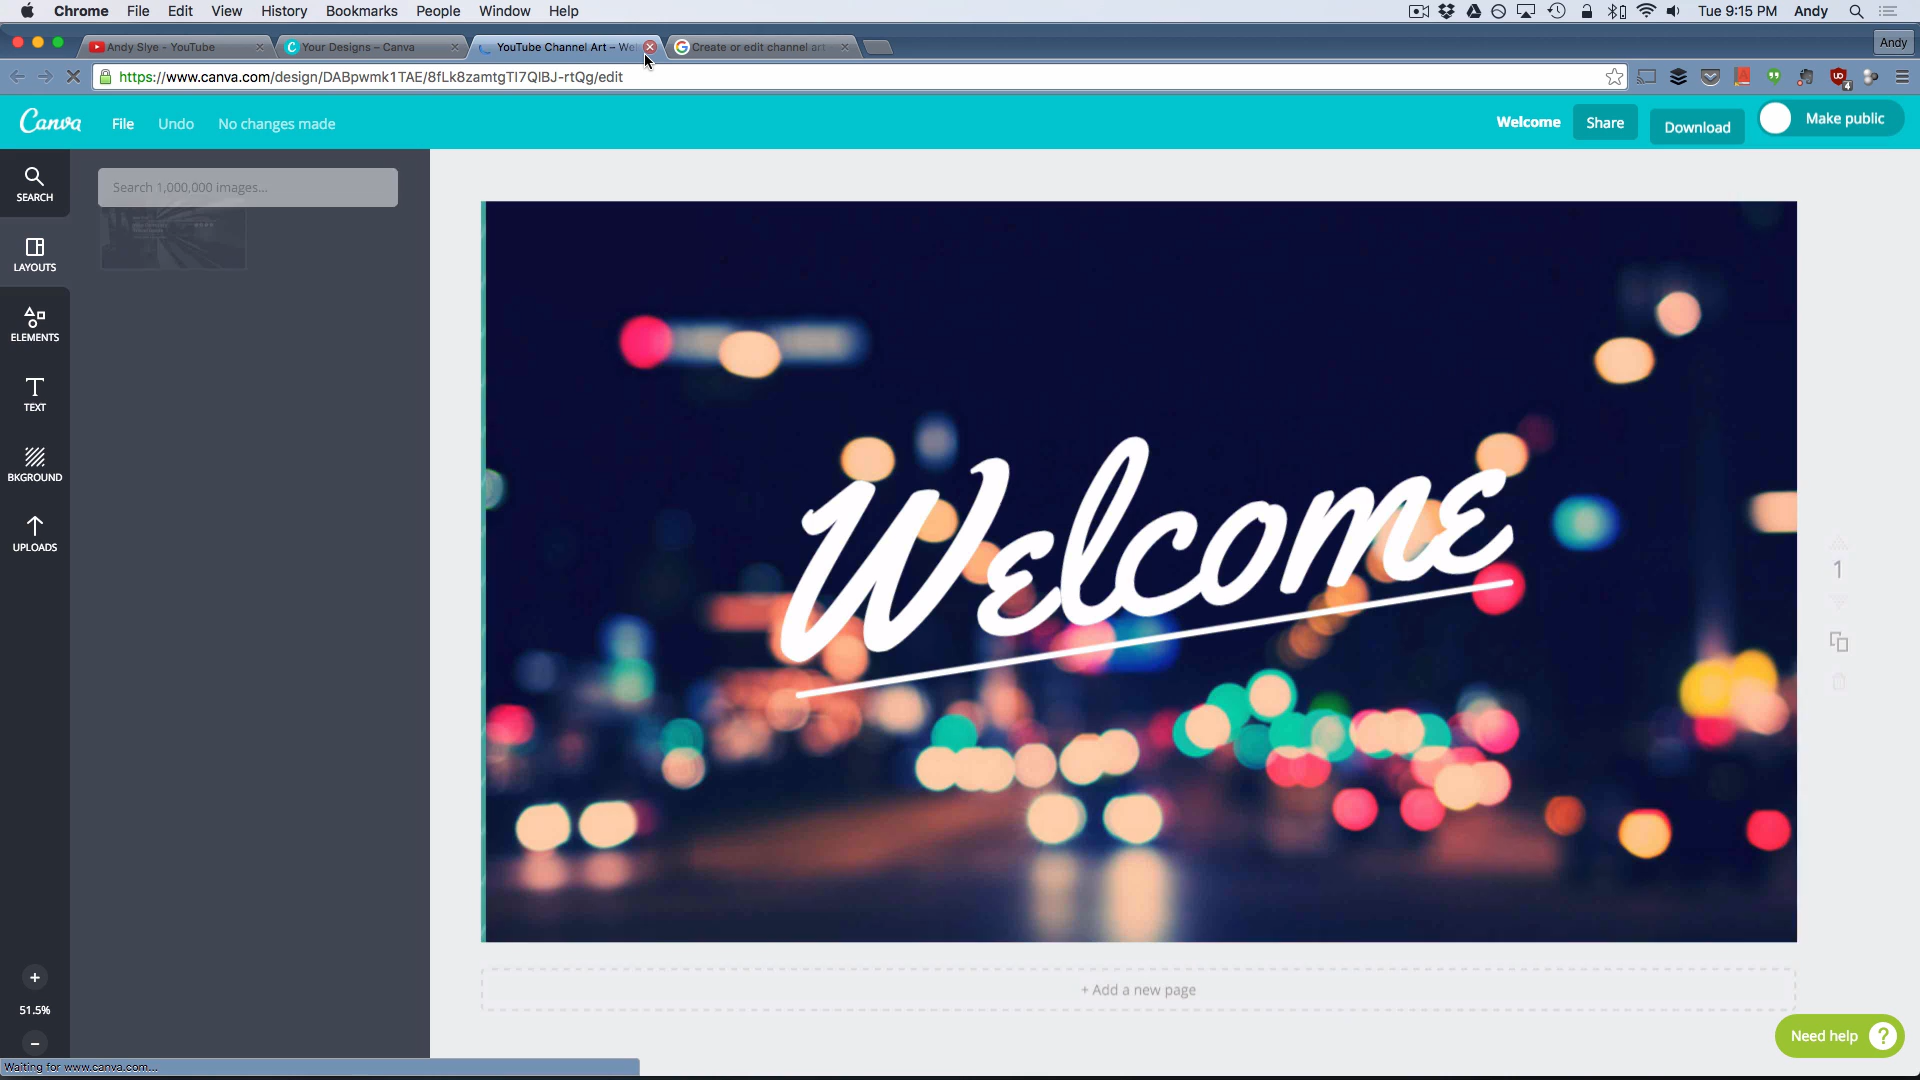 Chrome File Edit View History Bookmarks People Window Help
Tue 9:15 PM Andy
Andy Slye - YouTube
Your Designs – Canva
YouTube Channel Art – Wel
Create or edit channel art
Andy
https://www.canva.com/design/DABpwmk1TAE/8fLk8zamtgTI7QIBJ-rtQg/edit
Canva
File
Undo
No changes made
Welcome
Share
Download
Make public
SEARCH
Search 1,000,000 images...
LAYOUTS
ELEMENTS
TEXT
BKGROUND
UPLOADS
Welcome
1
+
51.5%
–
+ Add a new page
Need help ?
Waiting for www.canva.com...